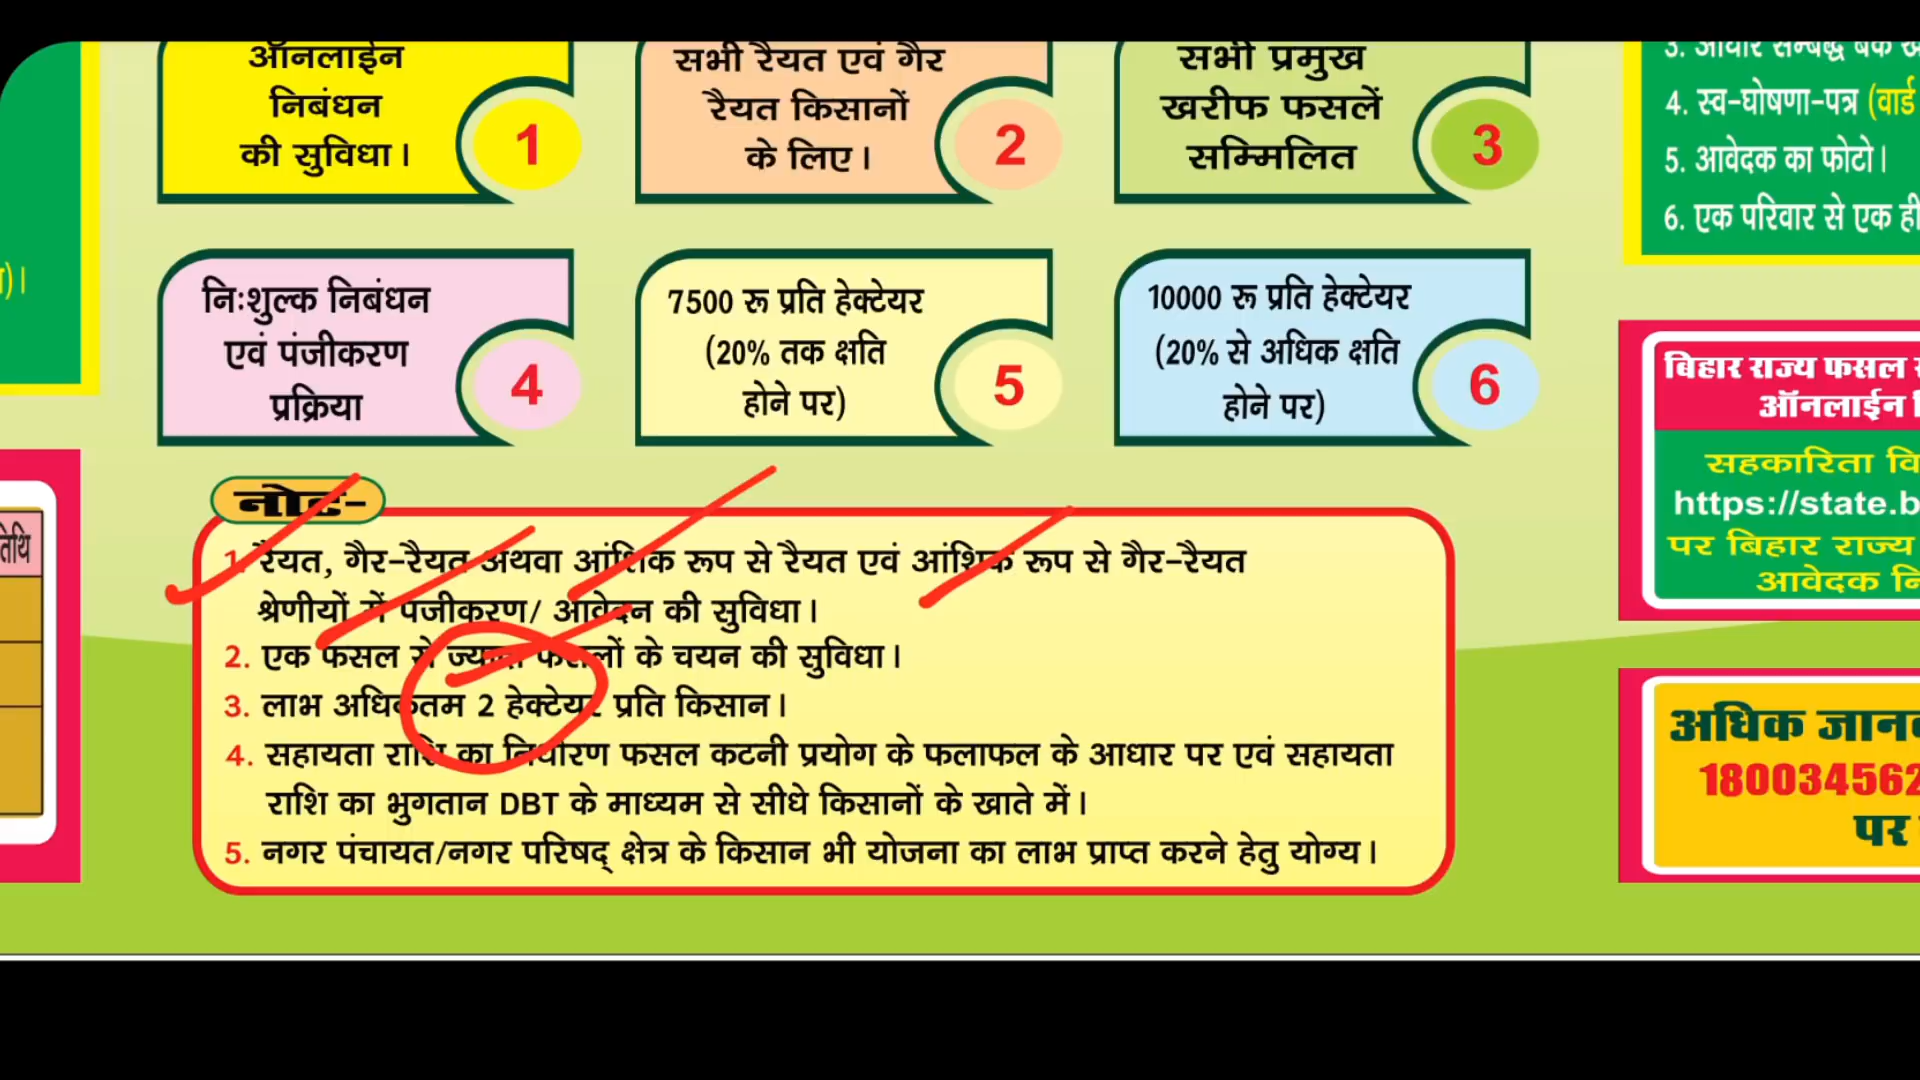 ऑनलाईन
निबंधन
की सुविधा।
1
सभी रैयत एवं गैर
रैयत किसानों
के लिए।
2
सभी प्रमुख
खरीफ फसलें
सम्मिलित
3
नि:शुल्क निबंधन
एवं पंजीकरण
प्रक्रिया
4
7500 रू प्रति हेक्टेयर
(20% तक क्षति
होने पर)
5
10000 रू प्रति हेक्टेयर
(20% से अधिक क्षति
होने पर)
6
नोट-
1. रैयत, गैर-रैयत अथवा आंशिक रूप से रैयत एवं आंशिक रूप से गैर-रैयत
श्रेणीयों में पंजीकरण/ आवेदन की सुविधा।
2. एक फसल से ज्यादा फसलों के चयन की सुविधा।
3. लाभ अधिकतम 2 हेक्टेयर प्रति किसान।
4. सहायता राशि का निर्धारण फसल कटनी प्रयोग के फलाफल के आधार पर एवं सहायता
राशि का भुगतान DBT के माध्यम से सीधे किसानों के खाते में।
5. नगर पंचायत/नगर परिषद् क्षेत्र के किसान भी योजना का लाभ प्राप्त करने हेतु योग्य।
3. आधार सम्बद्ध बैंक
4. स्व-घोषणा-पत्र (वार्ड
5. आवेदक का फोटो।
6. एक परिवार से एक ही
बिहार राज्य फसल
ऑनलाईन
सहकारिता
https://state.b
पर बिहार राज्य
आवेदक
अधिक
180034562
पर